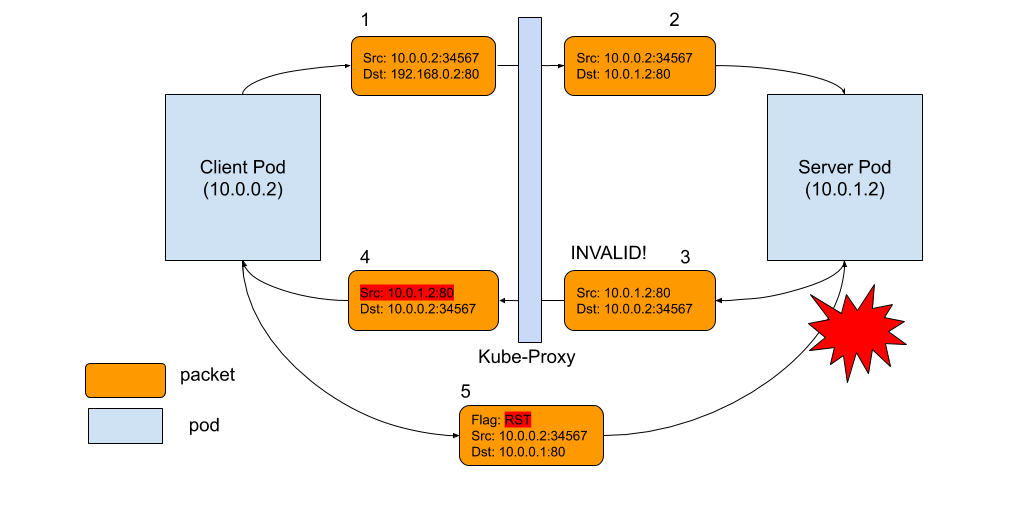 1
2
Src: 10.0.0.2:34567
Dst: 192.168.0.2:80
Src: 10.0.0.2:34567
Dst: 10.0.1.2:80
Client Pod
(10.0.0.2)
Server Pod
(10.0.1.2)
4
INVALID!
3
Src: 10.0.1.2:80
Dst: 10.0.0.2:34567
Src: 10.0.1.2:80
Dst: 10.0.0.2:34567
Kube-Proxy
packet
pod
5
Flag: RST
Src: 10.0.0.2:34567
Dst: 10.0.0.1:80